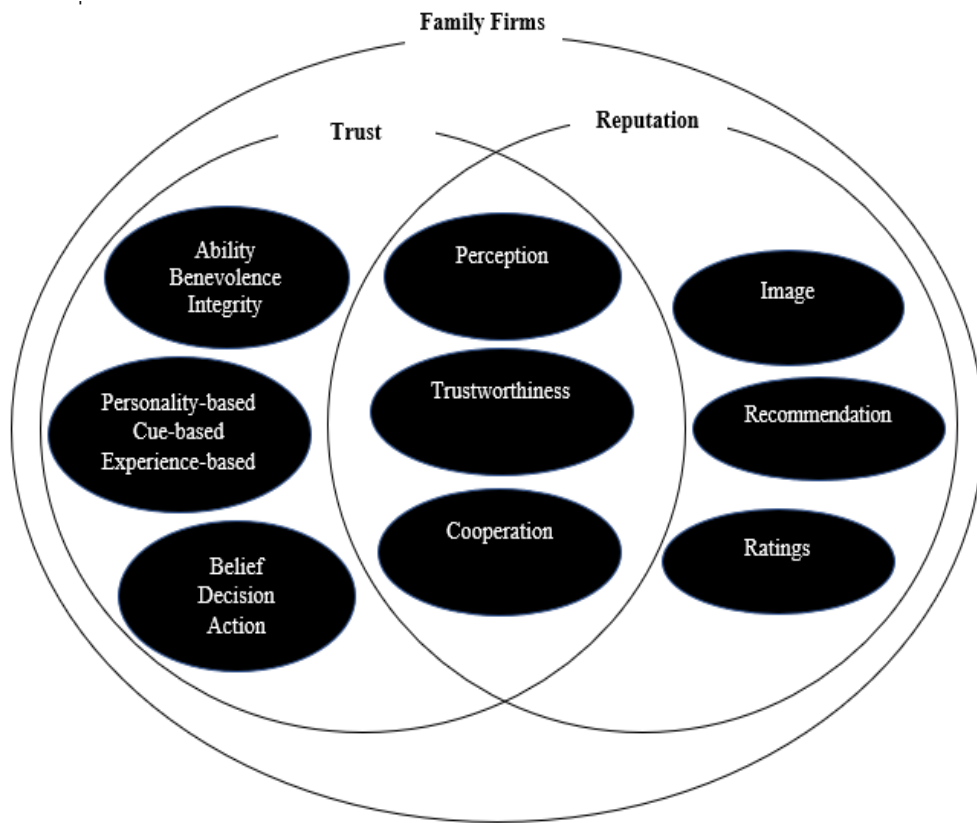 Family Firms
Trust
Reputation
Ability
Benevolence
Integrity
Personality-based
Cue-based
Experience-based
Belief
Decision
Action
Perception
Trustworthiness
Cooperation
Image
Recommendation
Ratings